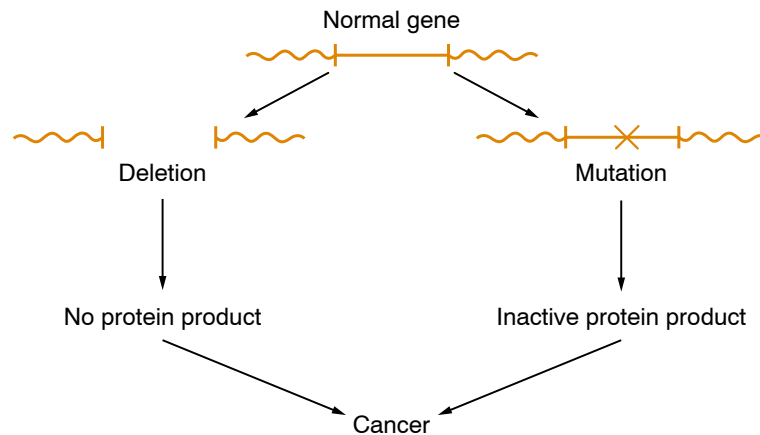 Normal gene
Deletion
Mutation
No protein product
Inactive protein product
Cancer